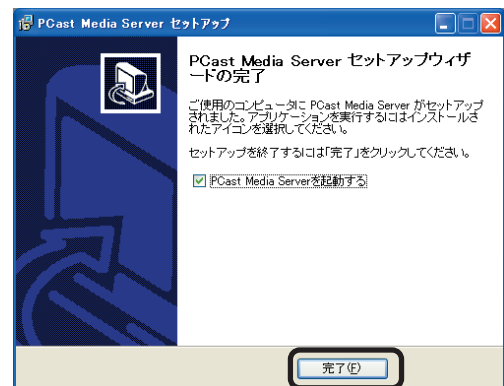 PCast Media Server セットアップ
PCast Media Server セットアップウィザ
ードの完了
ご使用のコンピュータに PCast Media Server がセットアップ
されました。アプリケーションを実行するにはインストールさ
れたアイコンを選択してください。
セットアップを終了するには「完了」をクリックしてください。
PCast Media Serverを起動する
完了(F)